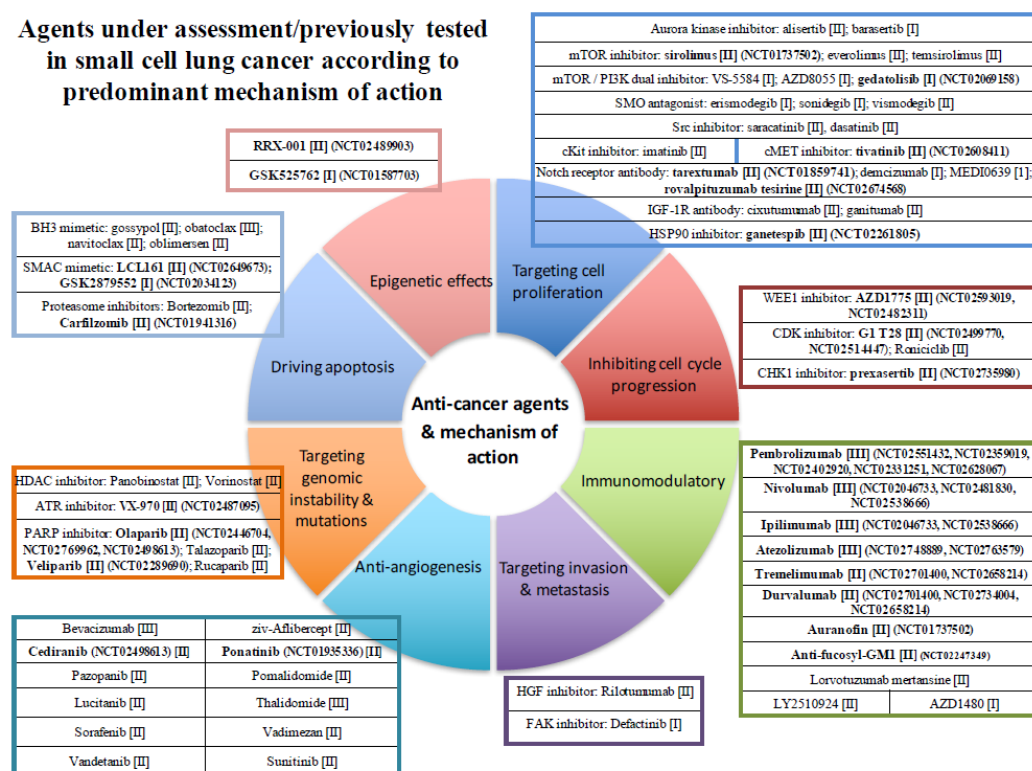 Agents under assessment/previously tested
in small cell lung cancer according to
predominant mechanism of action
Aurora kinase inhibitor: alisertib [II]; barasertib [I]
mTOR inhibitor: sirolimus [II] (NCT01737502); everolimus [II]; temsirolimus [II]
mTOR / PI3K dual inhibitor: VS-5584 [I]; AZD8055 [I]; gedatolisib [I] (NCT02069158)
SMO antagonist: erismodegib [I]; sonidegib [I]; vismodegib [II]
Src inhibitor: saracatinib [II], dasatinib [II]
cKit inhibitor: imatinib [II]
cMET inhibitor: tivatinib [II] (NCT02608411)
Notch receptor antibody: tarextumab [II] (NCT01859741); demcizumab [I]; MEDI0639 [1];
rovalpituzumab tesirine [II] (NCT02674568)
IGF-1R antibody: cixutumumab [II]; ganitumab [II]
HSP90 inhibitor: ganetespib [II] (NCT02261805)
RRX-001 [II] (NCT02489903)
GSK525762 [I] (NCT01587703)
BH3 mimetic: gossypol [II]; obatoclax [III];
navitoclax [II]; oblimersen [II]
SMAC mimetic: LCL161 [II] (NCT02649673);
GSK2879552 [I] (NCT02034123)
Proteasome inhibitors: Bortezomib [II];
Carfilzomib [II] (NCT01941316)
Epigenetic effects
Targeting cell
proliferation
Driving apoptosis
Inhibiting cell cycle
progression
WEE1 inhibitor: AZD1775 [II] (NCT02593019,
NCT02482311)
CDK inhibitor: G1 T28 [II] (NCT02499770,
NCT02514447); Roniciclib [II]
CHK1 inhibitor: prexasertib [II] (NCT02735980)
Anti-cancer agents
& mechanism of
action
Targeting
genomic
instability &
mutations
Immunomodulatory
Anti-angiogenesis
Targeting invasion
& metastasis
HDAC inhibitor: Panobinostat [II]; Vorinostat [II]
ATR inhibitor: VX-970 [II] (NCT02487095)
PARP inhibitor: Olaparib [II] (NCT02446704,
NCT02769962, NCT02498613); Talazoparib [II];
Veliparib [II] (NCT02289690); Rucaparib [II]
Pembrolizumab [III] (NCT02551432, NCT02359019,
NCT02402920, NCT02331251, NCT02628067)
Nivolumab [III] (NCT02046733, NCT02481830,
NCT02538666)
Ipilimumab [III] (NCT02046733, NCT02538666)
Atezolizumab [III] (NCT02748889, NCT02763579)
Tremelimumab [II] (NCT02701400, NCT02658214)
Durvalumab [II] (NCT02701400, NCT02734004,
NCT02658214)
Auranofin [II] (NCT01737502)
Anti-fucosyl-GM1 [II] (NCT02247349)
Lorvotuzumab mertansine [II]
LY2510924 [II]
AZD1480 [I]
Bevacizumab [III]
ziv-Aflibercept [II]
Cediranib (NCT02498613) [II]
Ponatinib (NCT01935336) [II]
Pazopanib [II]
Pomalidomide [II]
Lucitanib [II]
Thalidomide [III]
Sorafenib [II]
Vadimezan [II]
Vandetanib [II]
Sunitinib [II]
HGF inhibitor: Rilotumumab [II]
FAK inhibitor: Defactinib [I]